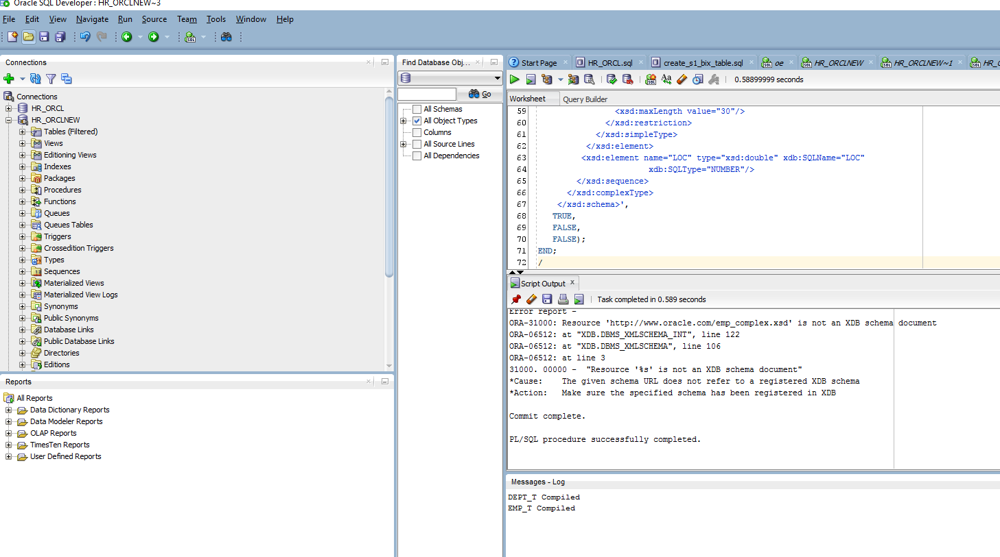 Oracle SQL Developer : HR_ORCLNEW~3
File Edit View Navigate Run Source Team Tools Window Help
Connections
Connections
HR_ORCL
HR_ORCLNEW
Tables (Filtered)
Views
Editioning Views
Indexes
Packages
Procedures
Functions
Queues
Queues Tables
Triggers
Crossedition Triggers
Types
Sequences
Materialized Views
Materialized View Logs
Synonyms
Public Synonyms
Database Links
Public Database Links
Directories
Editions
Reports
All Reports
Data Dictionary Reports
Data Modeler Reports
OLAP Reports
TimesTen Reports
User Defined Reports
Find Database Obj...
Go
All Schemas
All Object Types
Columns
All Source Lines
All Dependencies
Start Page HR_ORCL.sql create_s1_bix_table.sql oe HR_ORCLNEW HR_ORCLNEW~1 HR_O
0.58899999 seconds
Worksheet Query Builder
59 <xsd:maxLength value="30"/>
60 </xsd:restriction>
61 </xsd:simpleType>
62 </xsd:element>
63 <xsd:element name="LOC" type="xsd:double" xdb:SQLName="LOC"
64 xdb:SQLType="NUMBER"/>
65 </xsd:sequence>
66 </xsd:complexType>
67 </xsd:schema>',
68 TRUE,
69 FALSE,
70 FALSE);
71 END;
72 /
Script Output
Task completed in 0.589 seconds
Error report -
ORA-31000: Resource 'http://www.oracle.com/emp_complex.xsd' is not an XDB schema document
ORA-06512: at "XDB.DBMS_XMLSCHEMA_INT", line 122
ORA-06512: at "XDB.DBMS_XMLSCHEMA", line 106
ORA-06512: at line 3
31000. 00000 - "Resource '%s' is not an XDB schema document"
*Cause: The given schema URL does not refer to a registered XDB schema
*Action: Make sure the specified schema has been registered in XDB
Commit complete.
PL/SQL procedure successfully completed.
Messages - Log
DEPT_T Compiled
EMP_T Compiled